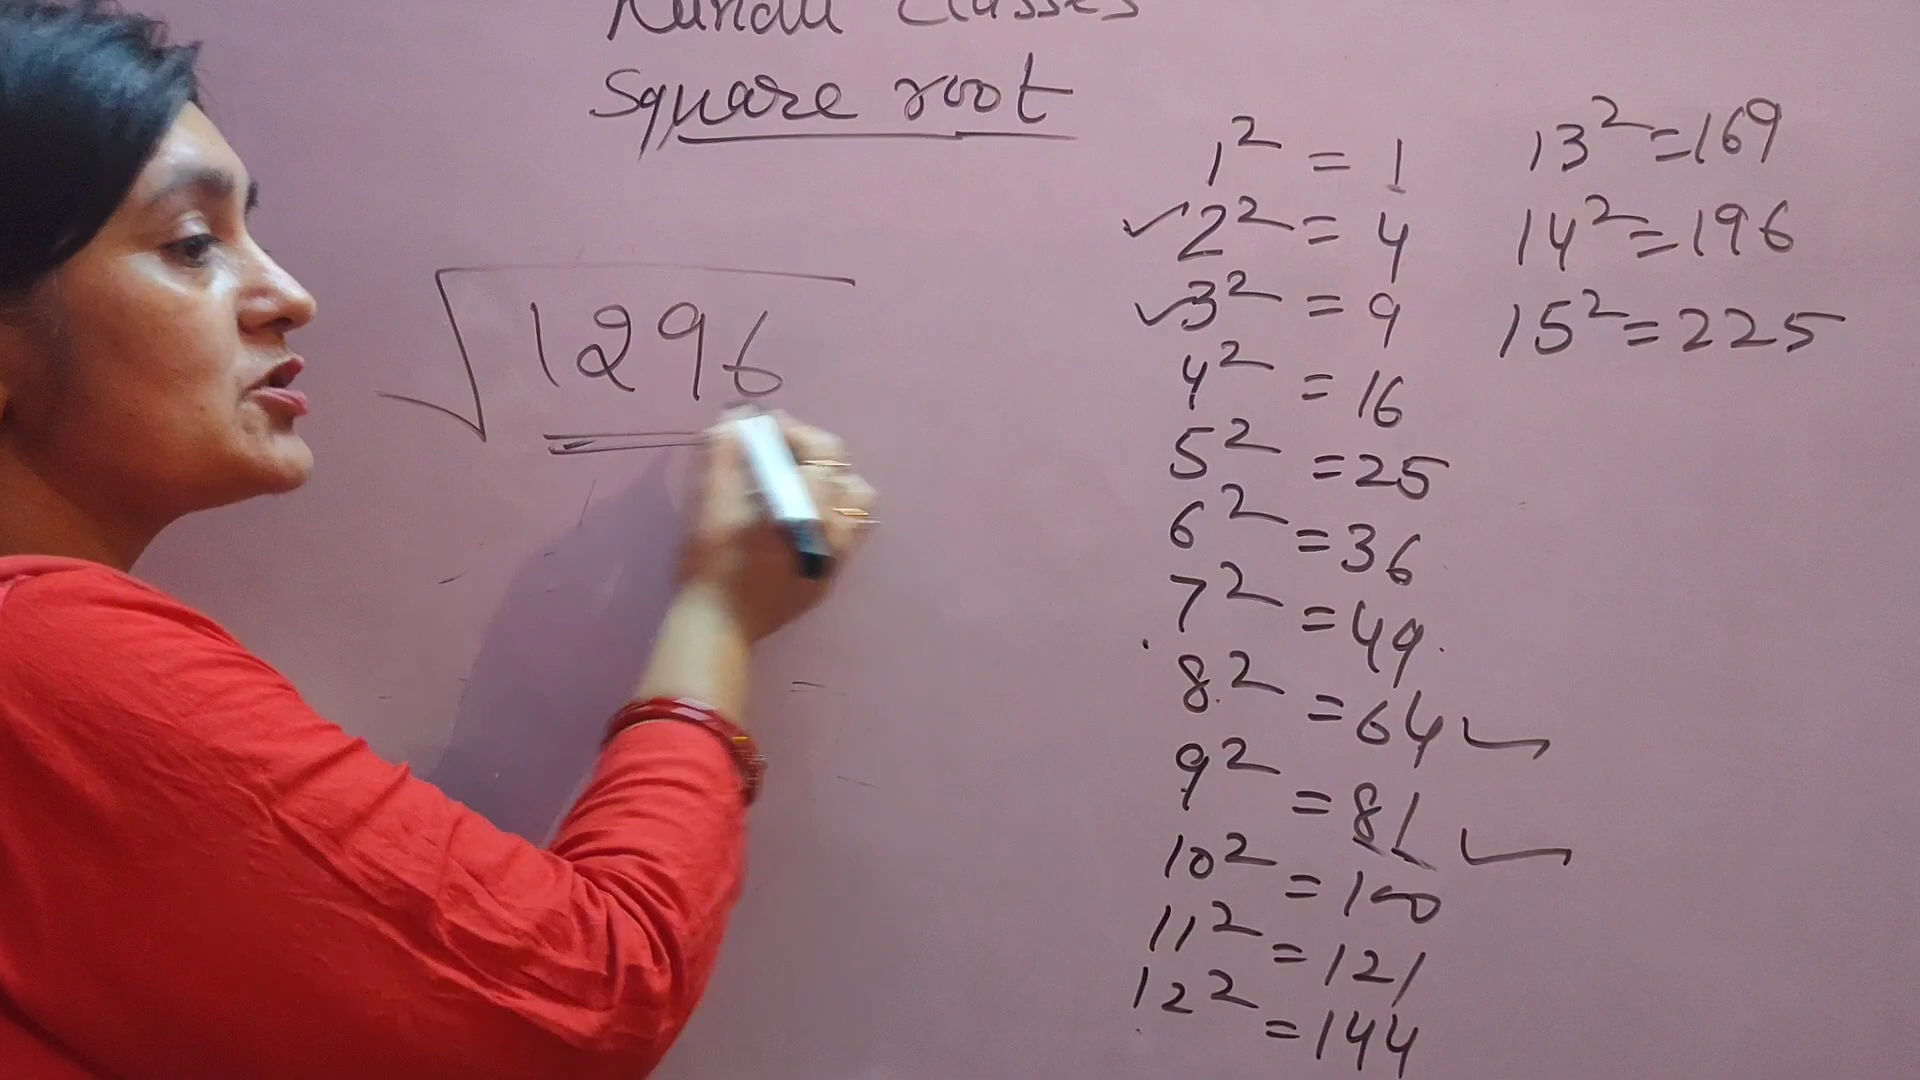 Classes
Square root
√1296
1² = 1
2² = 4
3² = 9
4² = 16
5² = 25
6² = 36
7² = 49
8² = 64
9² = 81
10² = 100
11² = 121
12² = 144
13² = 169
14² = 196
15² = 225